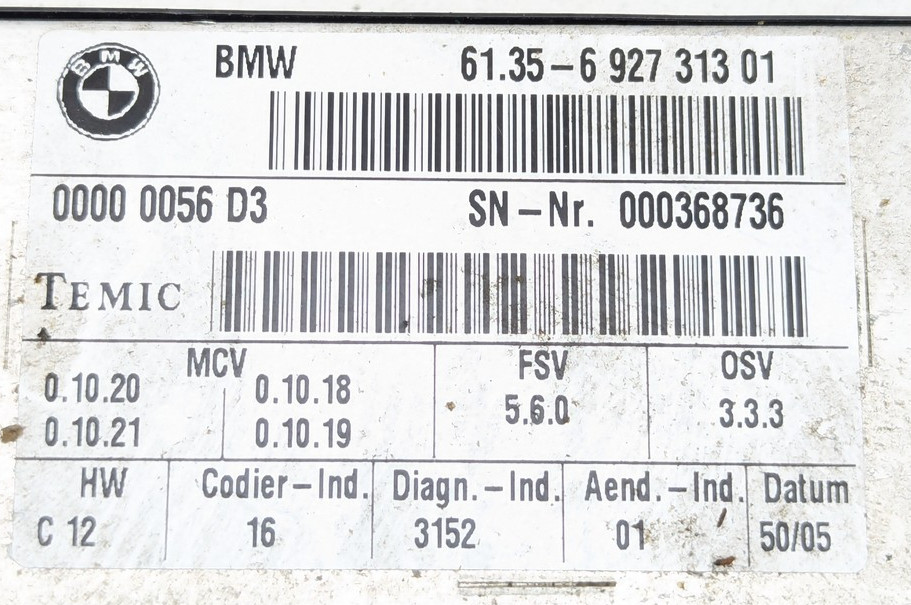 BMW
BMW 61.35-6 927 313 01
0000 0056 D3 SN-Nr. 000368736
TEMIC
MCV FSV OSV
0.10.20 0.10.18 5.6.0 3.3.3
0.10.21 0.10.19
HW Codier-Ind. Diagn.-Ind. Aend.-Ind. Datum
C 12 16 3152 01 50/05